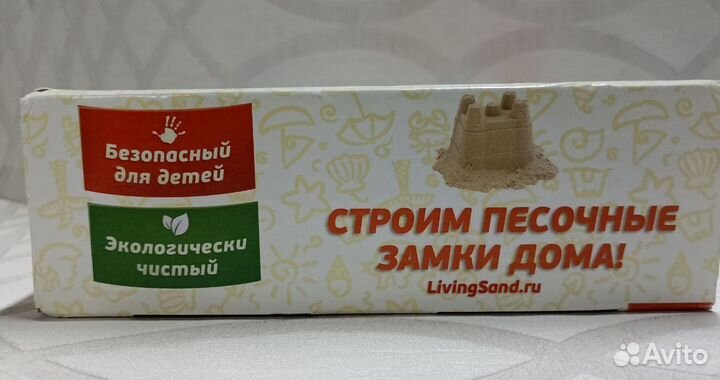 Безопасный
для детей
Экологически
чистый
СТРОИМ ПЕСОЧНЫЕ
ЗАМКИ ДОМА!
LivingSand.ru
Avito